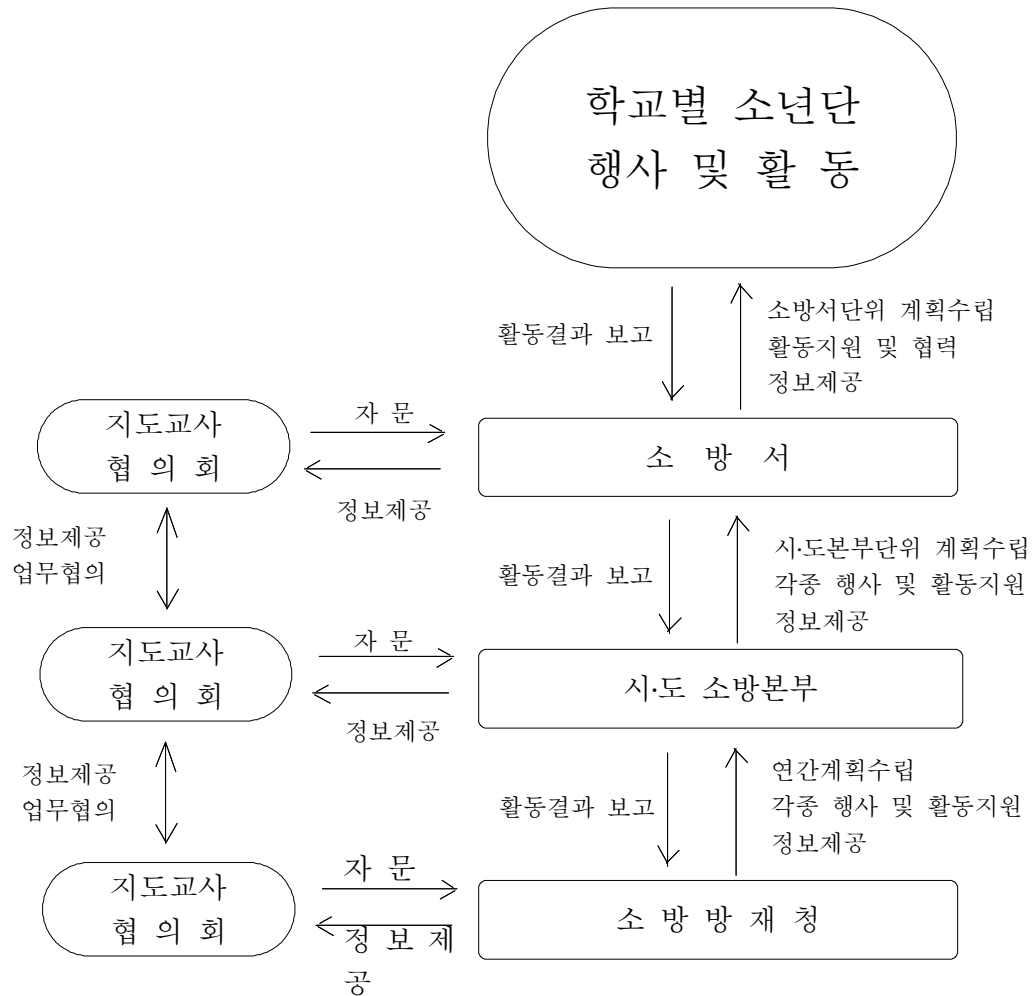 학교별 소년단
행사 및 활 동
활동결과 보고
소방서단위 계획수립
활동지원 및 협력
정보제공
지도교사
협 의 회
자 문
정보제공
소 방 서
정보제공
업무협의
활동결과 보고
시·도본부단위 계획수립
각종 행사 및 활동지원
정보제공
지도교사
협 의 회
자 문
정보제공
시·도 소방본부
정보제공
업무협의
활동결과 보고
연간계획수립
각종 행사 및 활동지원
정보제공
지도교사
협 의 회
자 문
정 보 제
공
소 방 방 재 청